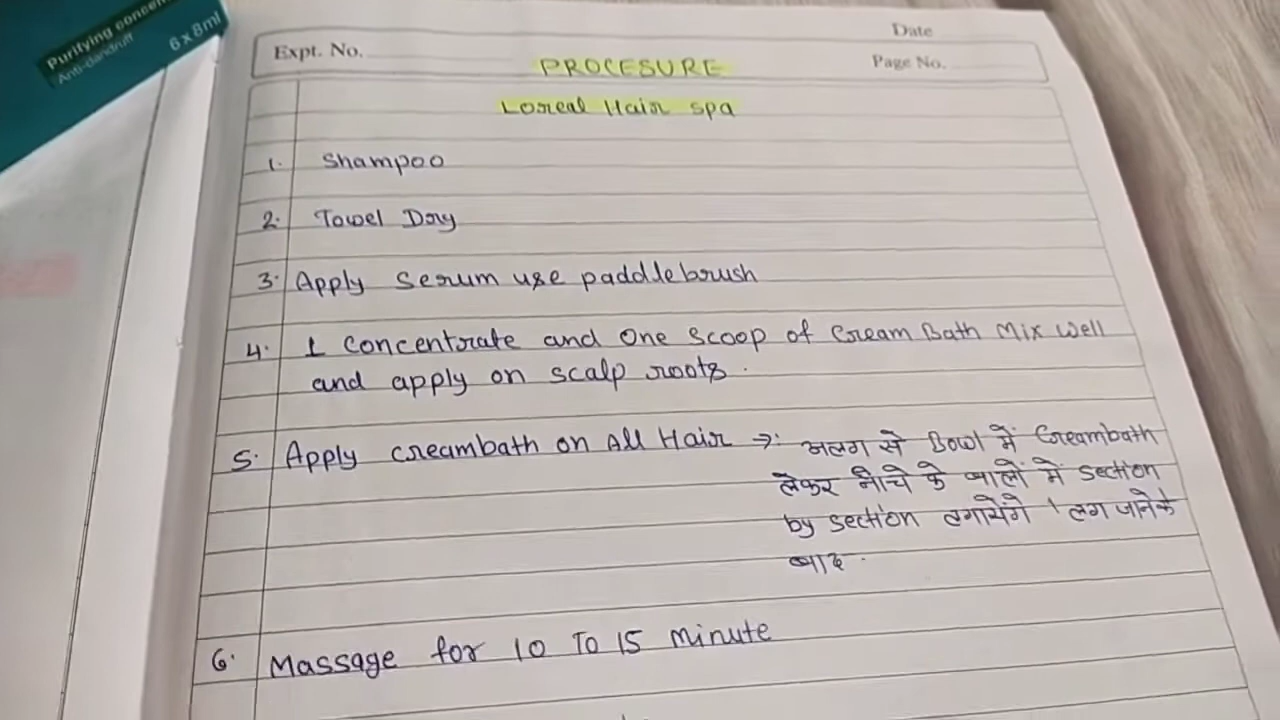 Purifying concen
Anti-dandruff
6 x 8ml
Date
Expt. No.
Page No.
PROCESURE
Loreal Hair spa
1. Shampoo
2. Towel Dry
3. Apply serum use paddlebrush
4. 1 Concentrate and One scoop of Cream Bath Mix well
and apply on scalp roots.
5. Apply creambath on All Hair →: अलग से Bowl में Creambath
लेकर नीचे के बालों में section
by section लगायेंगे । लग जानेके
बाद.
6. Massage for 10 To 15 Minute